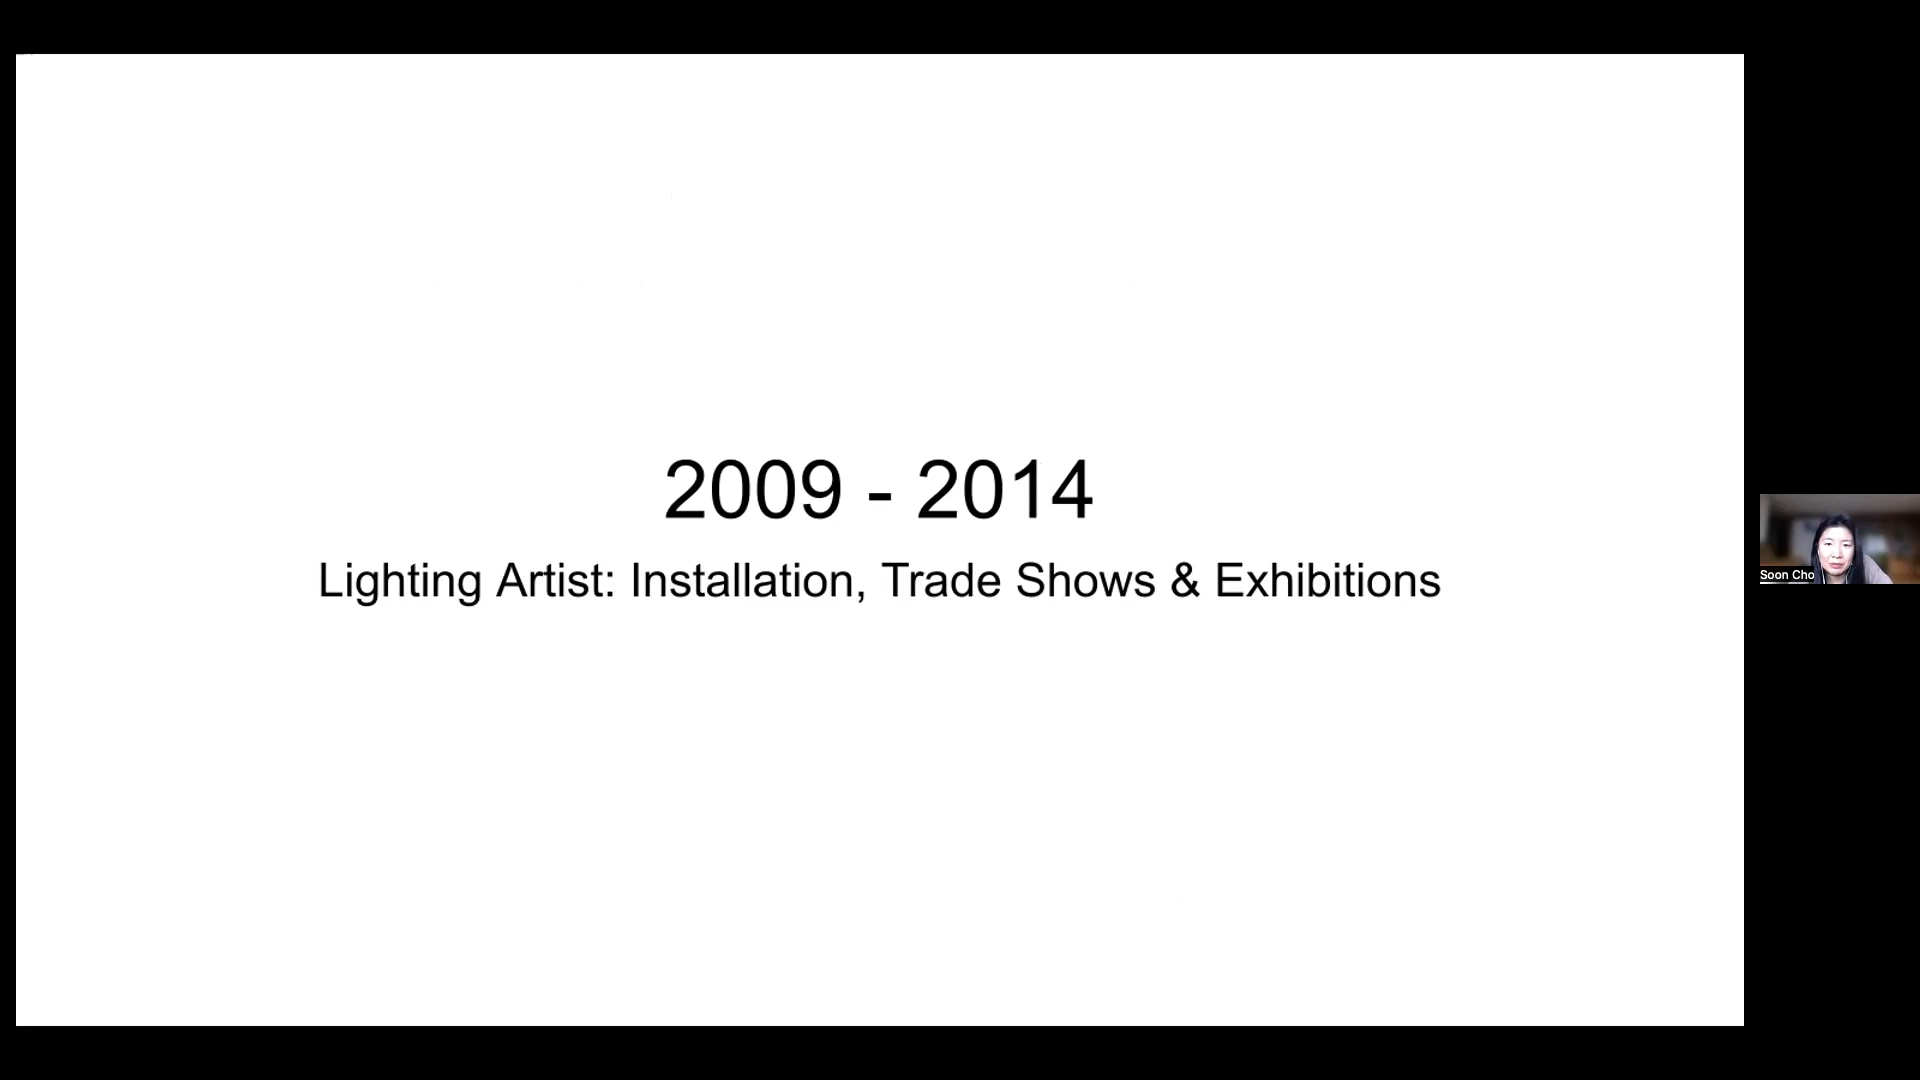 2009 - 2014
Lighting Artist: Installation, Trade Shows & Exhibitions
Soon Cho